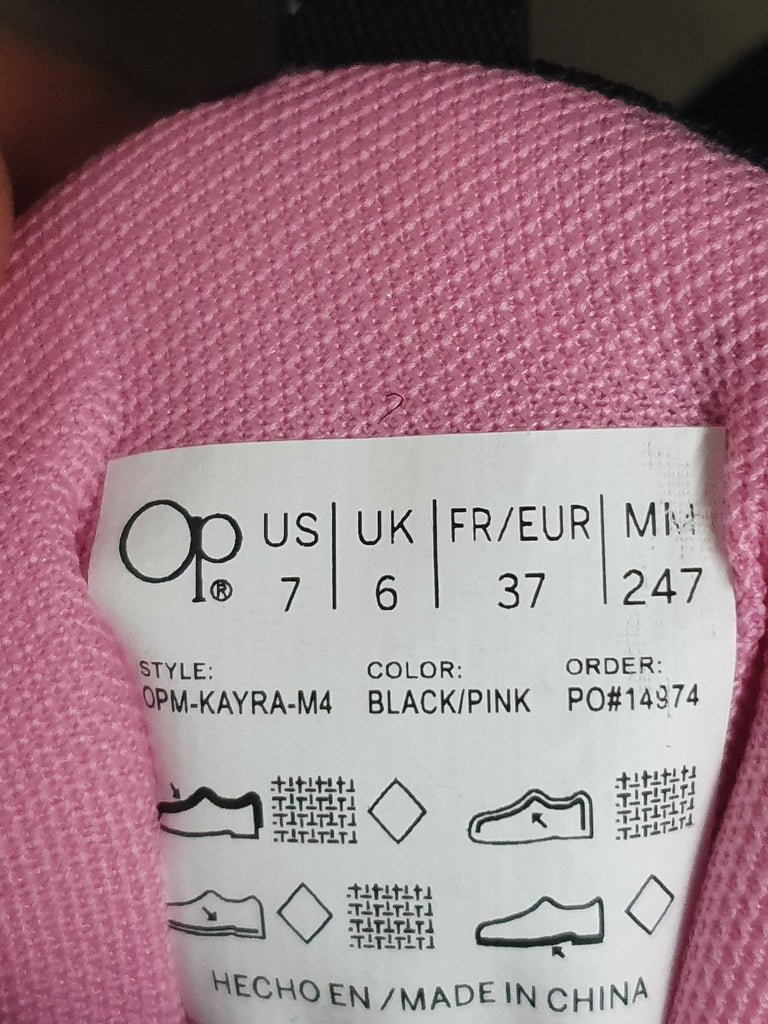 Op® US | UK | FR/EUR | MM
7 | 6 | 37 | 247
STYLE: COLOR: ORDER:
OPM-KAYRA-M4 BLACK/PINK PO#14974
HECHO EN / MADE IN CHINA